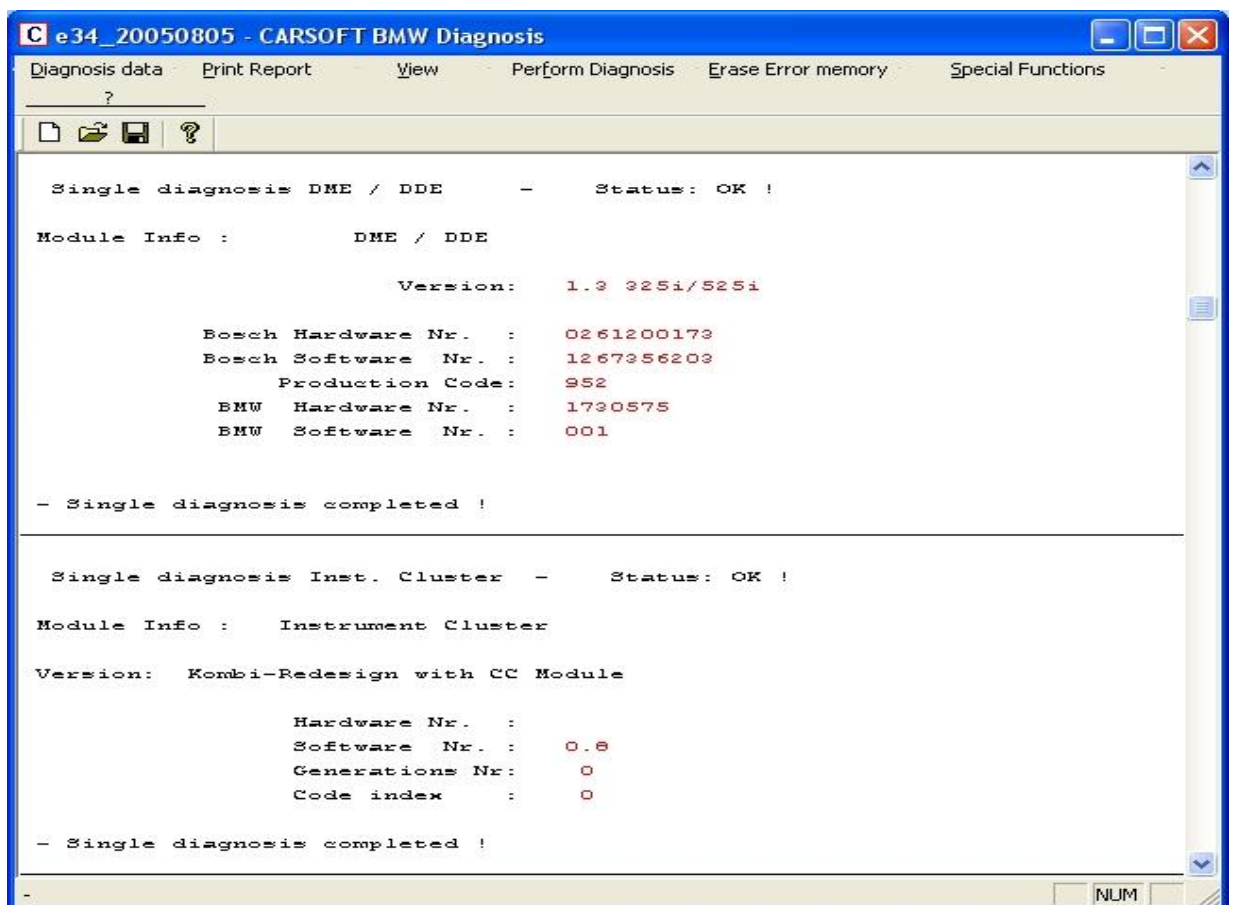 C e34_20050805 - CARSOFT BMW Diagnosis
Diagnosis data Print Report View Perform Diagnosis Erase Error memory Special Functions
?
Single diagnosis DME / DDE - Status: OK !
Module Info : DME / DDE
Version: 1.3 325i/525i
Bosch Hardware Nr. : 0261200173
Bosch Software Nr. : 1267356203
Production Code: 952
BMW Hardware Nr. : 1730575
BMW Software Nr. : 001
- Single diagnosis completed !
Single diagnosis Inst. Cluster - Status: OK !
Module Info : Instrument Cluster
Version: Kombi-Redesign with CC Module
Hardware Nr. :
Software Nr. : 0.8
Generations Nr: 0
Code index : 0
- Single diagnosis completed !
- NUM